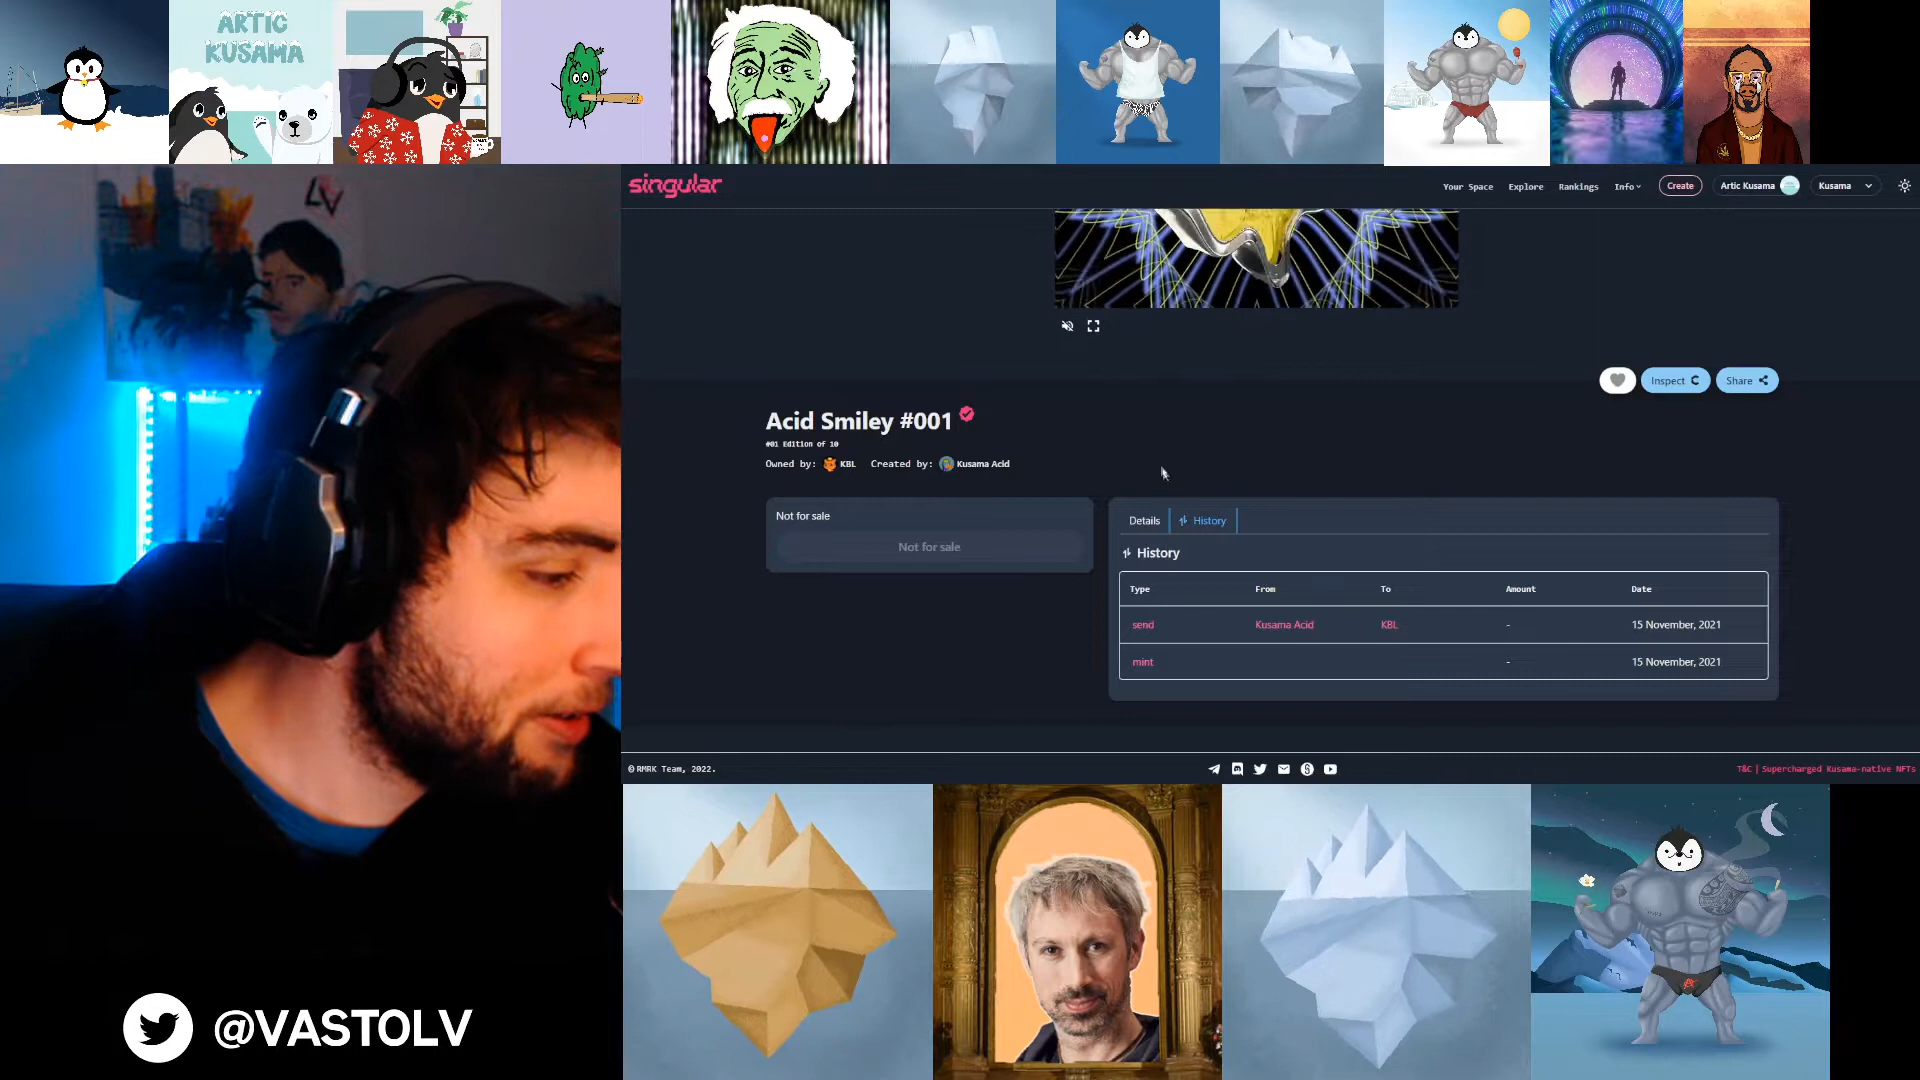 ARTIC
KUSAMA
singular
Your Space Explore Rankings Info Create Artic Kusama Kusama
Inspect Share
Acid Smiley #001
#01 Edition of 10
Owned by: KBL Created by: Kusama Acid
Not for sale
Not for sale
Details History
History
Type From To Amount Date
send Kusama Acid KBL - 15 November, 2021
mint - 15 November, 2021
© RMRK Team, 2022.
T&C | Supercharged Kusama-native NFTs
LV
@VASTOLV